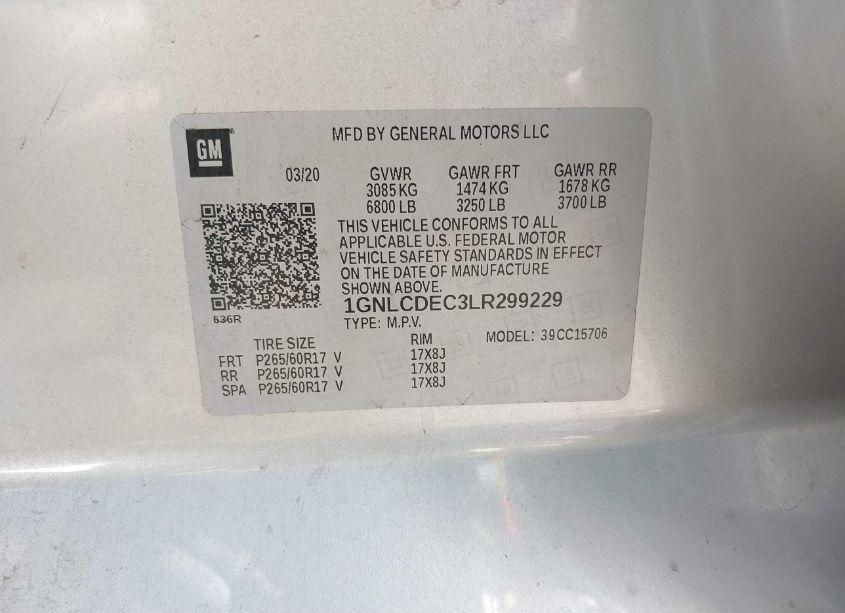 GM
MFD BY GENERAL MOTORS LLC
03/20 GVWR GAWR FRT GAWR RR
3085 KG 1474 KG 1678 KG
6800 LB 3250 LB 3700 LB
THIS VEHICLE CONFORMS TO ALL
APPLICABLE U.S. FEDERAL MOTOR
VEHICLE SAFETY STANDARDS IN EFFECT
ON THE DATE OF MANUFACTURE
SHOWN ABOVE.
1GNLCDEC3LR299229
636R
TYPE: M.P.V. MODEL: 39CC15706
TIRE SIZE RIM
FRT P265/60R17 V 17X8J
RR P265/60R17 V 17X8J
SPA P265/60R17 V 17X8J